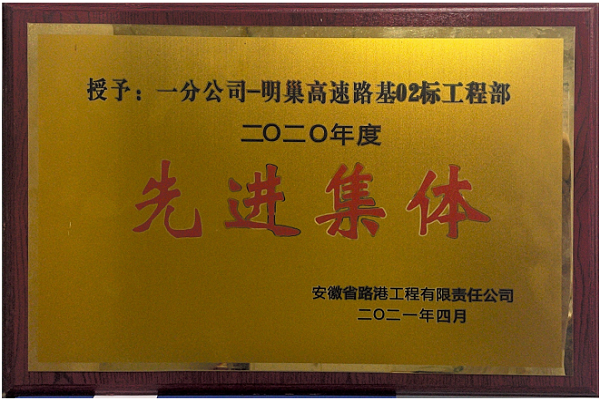 授予：一分公司-明巢高速路基02标工程部
二〇二〇年度
先进集体
安徽省路港工程有限责任公司
二〇二一年四月